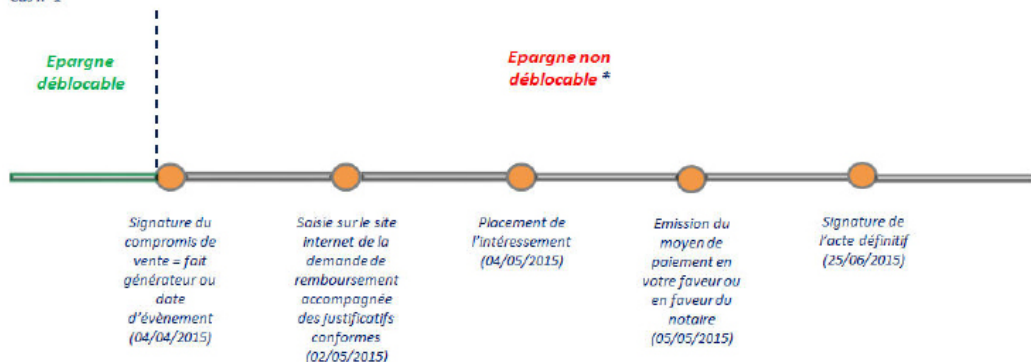 Epargne
déblocable
Epargne non
déblocable *
Signature du
compromis de
vente = fait
générateur ou
date
d'évènement
(04/04/2015)
Saisie sur le site
internet de la
demande de
remboursement
accompagnée
des justificatifs
conformes
(02/05/2015)
Placement de
l'intéressement
(04/05/2015)
Emission du
moyen de
paiement en
votre faveur ou
en faveur du
notaire
(05/05/2015)
Signature de
l'acte définitif
(25/06/2015)